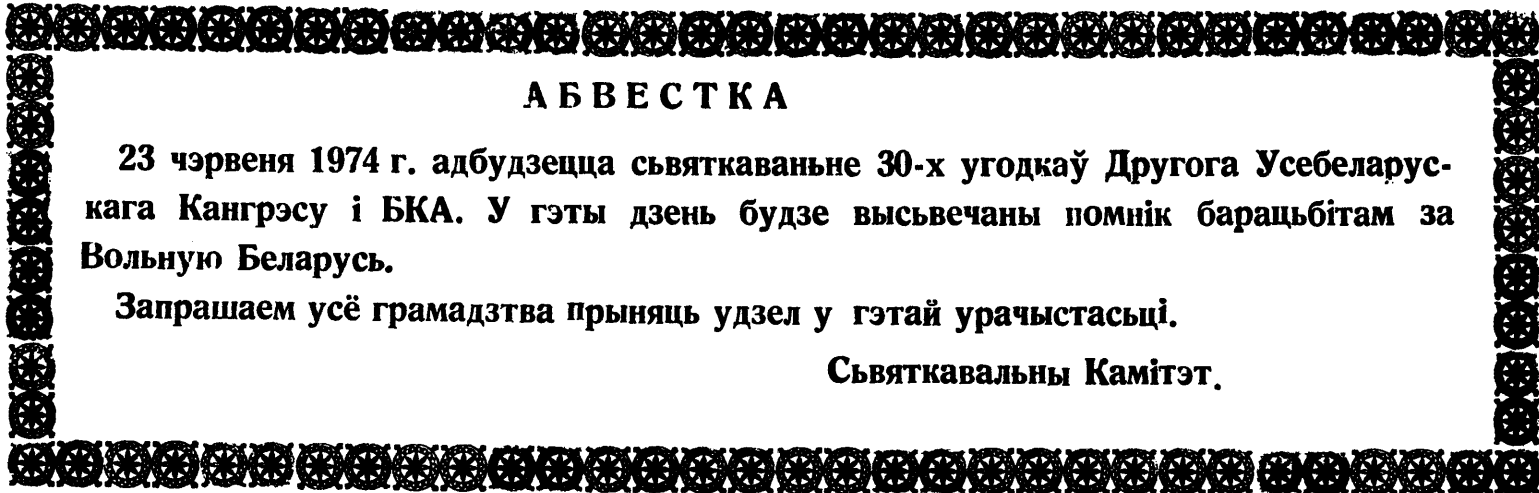 АБВЕСТКА
23 чэрвеня 1974 г. адбудзецца сьвяткаваньне 30-х угодкаў Другога Усебеларус-
кага Кангрэсу і БКА. У гэты дзень будзе высьвечаны помнік барацьбітам за
Вольную Беларусь.
Запрашаем усё грамадзтва прыняць удзел у гэтай урачыстасьці.
Сьвяткавальны Камітэт.